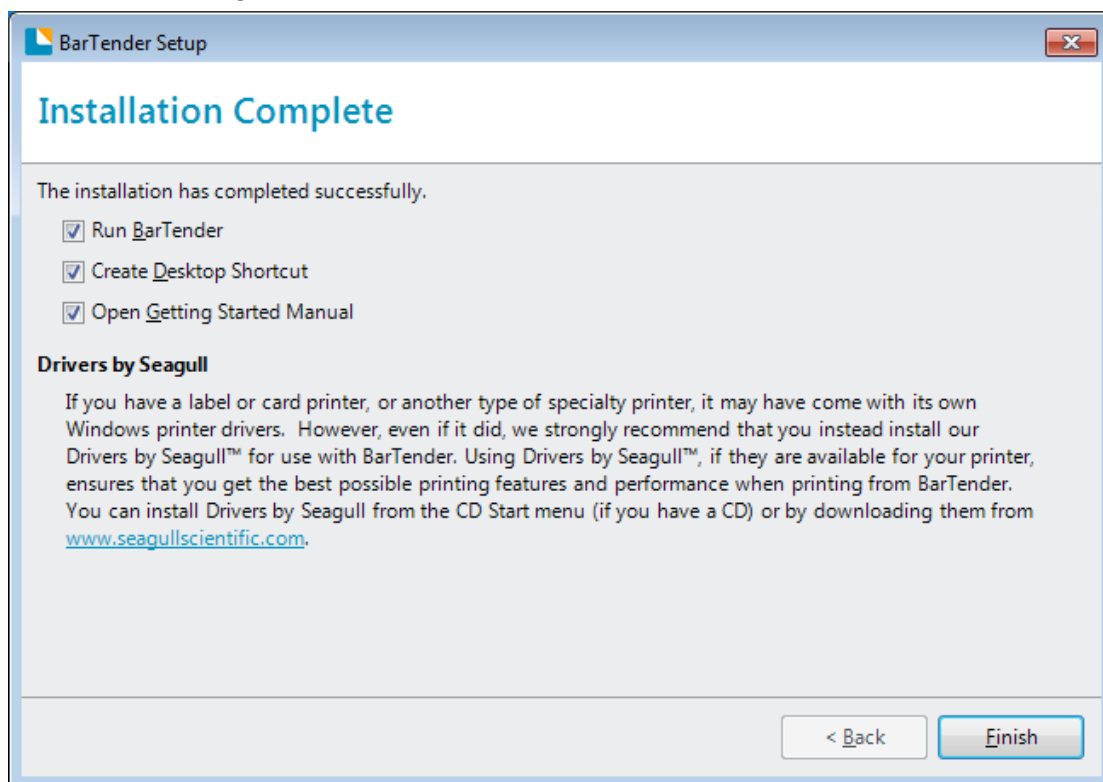 BarTender Setup
Installation Complete
The installation has completed successfully.
Run BarTender
Create Desktop Shortcut
Open Getting Started Manual
Drivers by Seagull
If you have a label or card printer, or another type of specialty printer, it may have come with its own
Windows printer drivers.  However, even if it did, we strongly recommend that you instead install our
Drivers by Seagull™ for use with BarTender. Using Drivers by Seagull™, if they are available for your printer,
ensures that you get the best possible printing features and performance when printing from BarTender.
You can install Drivers by Seagull from the CD Start menu (if you have a CD) or by downloading them from
www.seagullscientific.com.
< Back
Finish